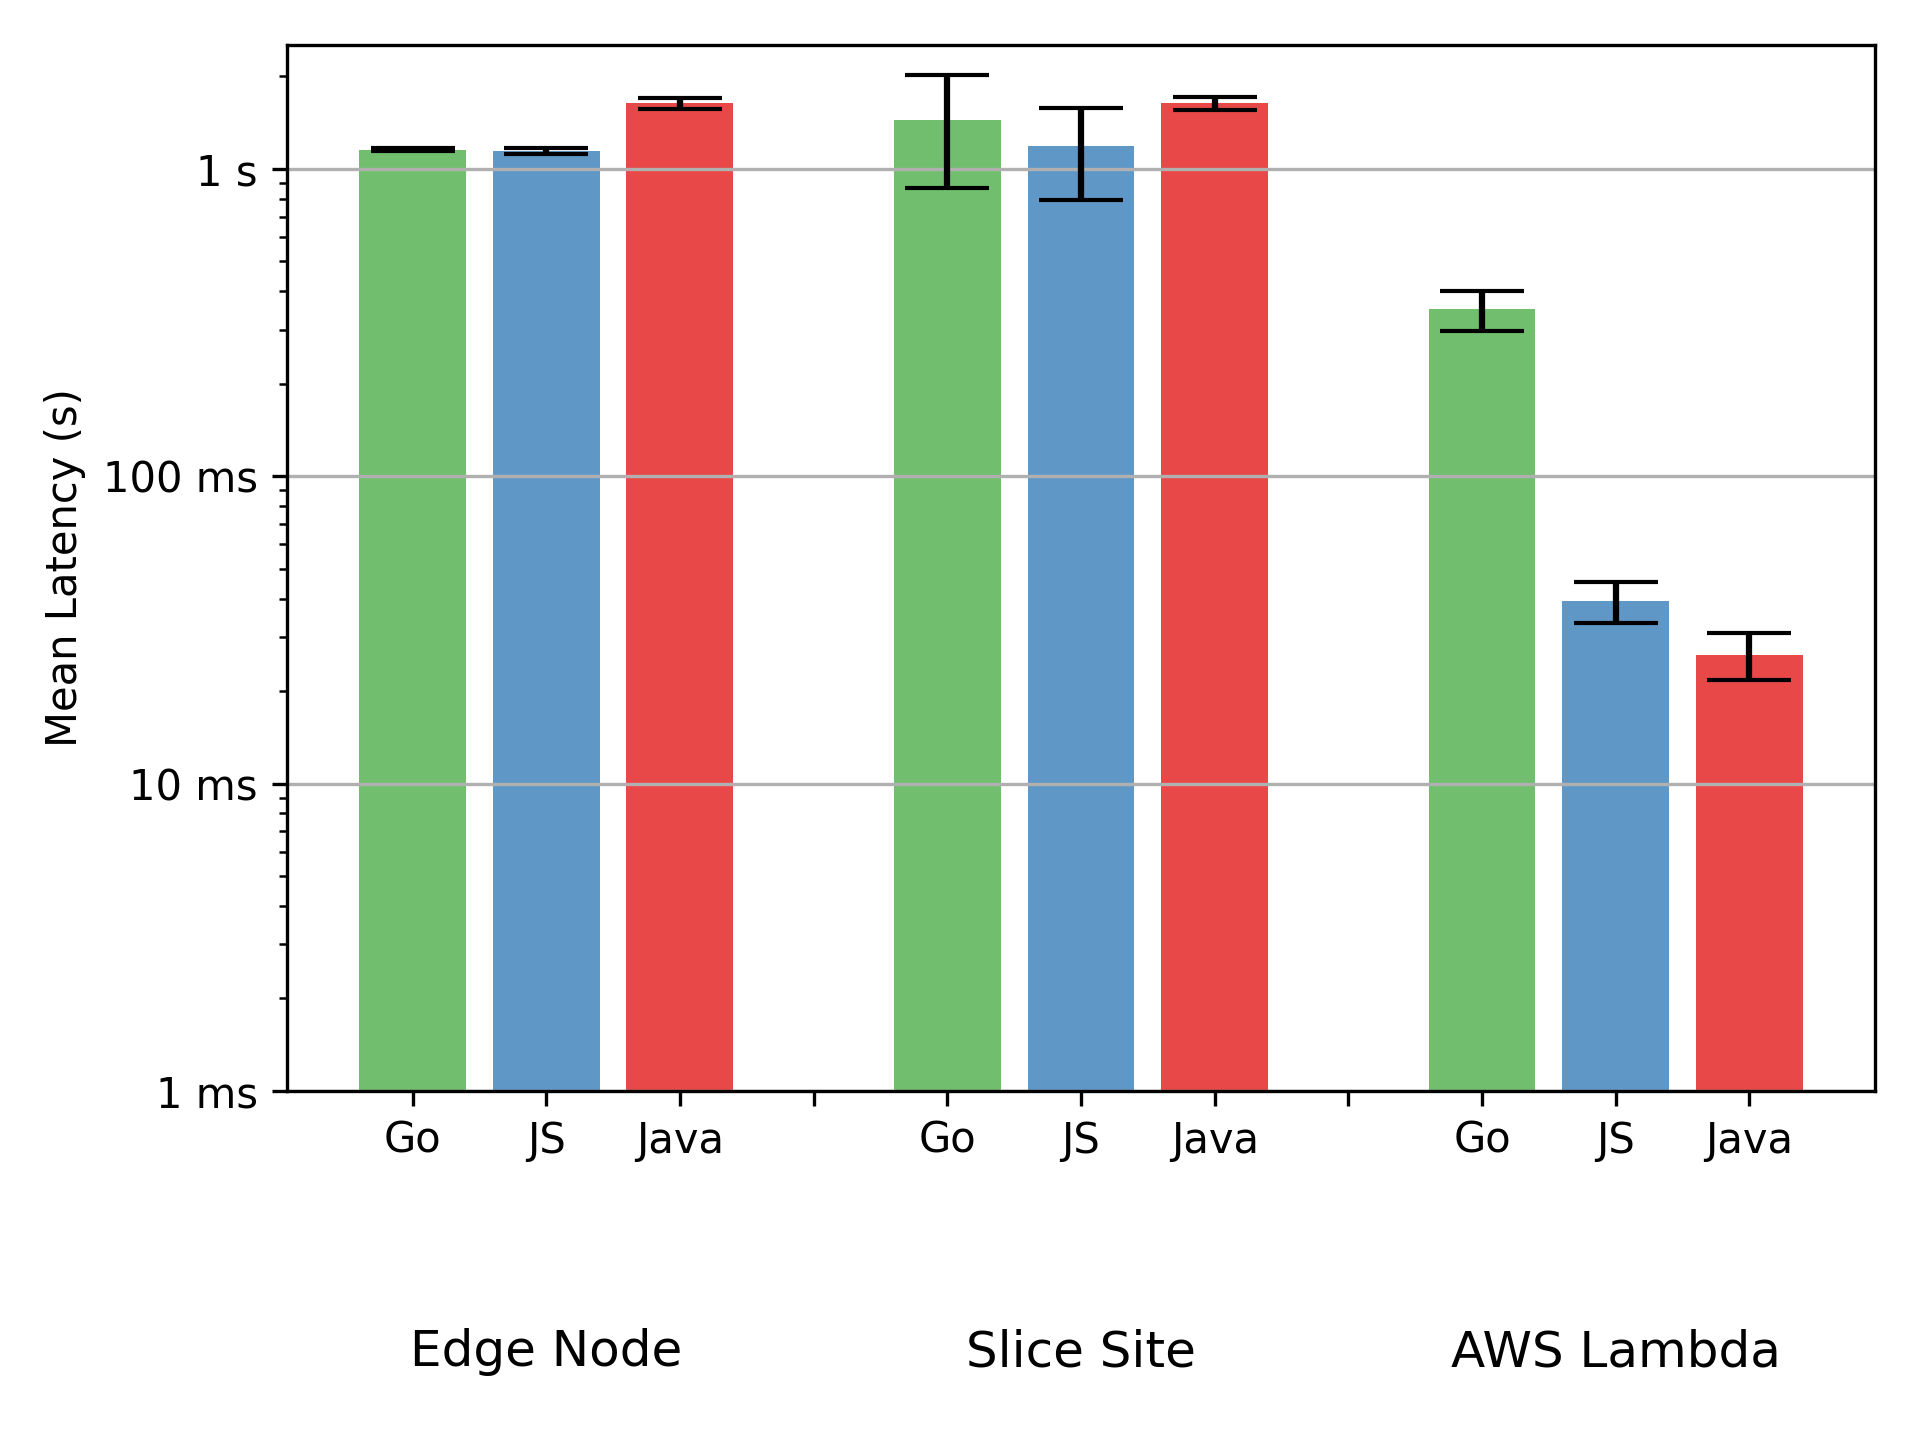 Mean Latency (s)
1 s
100 ms
10 ms
1 ms
Go JS Java Go JS Java Go JS Java
Edge Node Slice Site AWS Lambda